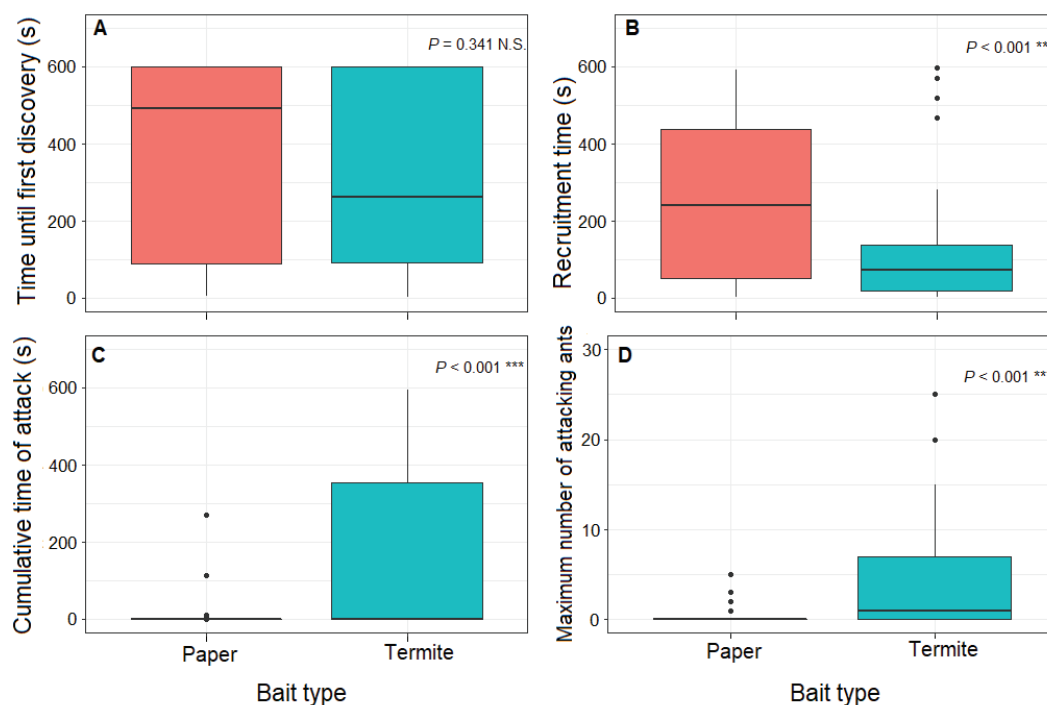 A
P = 0.341 N.S.
Time until first discovery (s)
600
400
200
0
B
P < 0.001 **
Recruitment time (s)
600
400
200
0
C
P < 0.001 ***
Cumulative time of attack (s)
600
400
200
0
Paper Termite
Bait type
D
P < 0.001 **
Maximum number of attacking ants
30
20
10
0
Paper Termite
Bait type